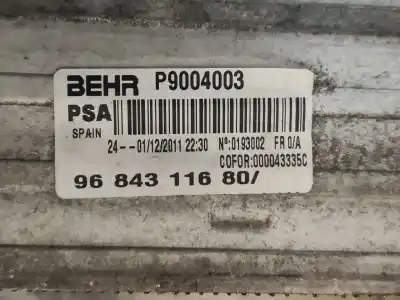 BEHR P9004003
PSA
SPAIN
24--01/12/2011 22:30 Nº:0193002 FR 0/A
COFOR:000043335C
96 843 116 80/